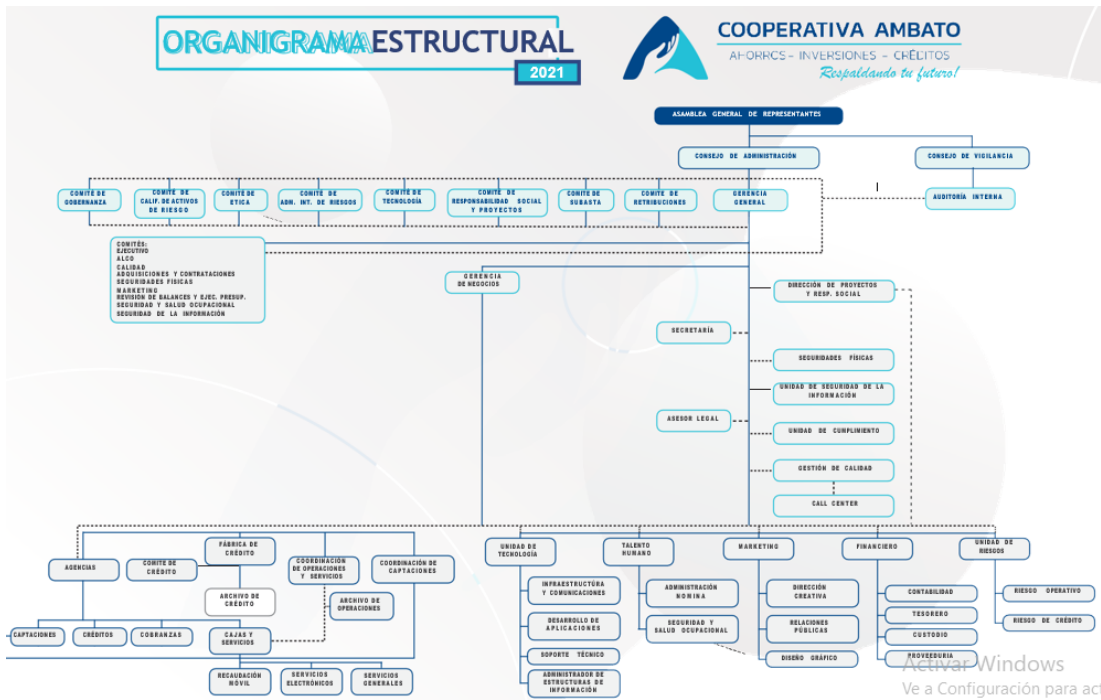 ORGANIGRAMA ESTRUCTURAL
2021
COOPERATIVA AMBATO
AHORROS - INVERSIONES - CRÉDITOS
Respaldando tu futuro!
ASAMBLEA GENERAL DE REPRESENTANTES
CONSEJO DE ADMINISTRACIÓN
CONSEJO DE VIGILANCIA
COMITÉ DE
GOBERNANZA
COMITÉ DE
CALIF. DE ACTIVOS
DE RIESGO
COMITÉ DE
ETICA
COMITÉ DE
ADM. INT. DE RIESGOS
COMITÉ DE
TECNOLOGÍA
COMITÉ DE
RESPONSABILIDAD SOCIAL
Y PROYECTOS
COMITÉ DE
SUBASTA
COMITÉ DE
RETRIBUCIONES
GERENCIA
GENERAL
AUDITORÍA INTERNA
COMITÉS:
EJECUTIVO
ALCO
CALIDAD
ADQUISICIONES Y CONTRATACIONES
SEGURIDADES FISICAS
MARKETING
REVISIÓN DE BALANCES Y EJEC. PRESUP.
SEGURIDAD Y SALUD OCUPACIONAL
SEGURIDAD DE LA INFORMACIÓN
GERENCIA
DE NEGOCIOS
DIRECCIÓN DE PROYECTOS
Y RESP. SOCIAL
SECRETARÍA
SEGURIDADES FÍSICAS
UNIDAD DE SEGURIDAD DE LA
INFORMACIÓN
ASESOR LEGAL
UNIDAD DE CUMPLIMIENTO
GESTIÓN DE CALIDAD
CALL CENTER
AGENCIAS
COMITE DE
CRÉDITO
FÁBRICA DE
CRÉDITO
COORDINACIÓN
DE OPERACIONES
Y SERVICIOS
COORDINACIÓN DE
CAPTACIONES
UNIDAD DE
TECNOLOGÍA
TALENTO
HUMANO
MARKETING
FINANCIERO
UNIDAD DE
RIESGOS
ARCHIVO DE
CRÉDITO
ARCHIVO DE
OPERACIONES
INFRAESTRUCTURA
Y COMUNICACIONES
ADMINISTRACIÓN
NOMINA
DIRECCIÓN
CREATIVA
CONTABILIDAD
RIESGO OPERATIVO
CAPTACIONES
CRÉDITOS
COBRANZAS
CAJAS Y
SERVICIOS
DESARROLLO DE
APLICACIONES
SEGURIDAD Y
SALUD OCUPACIONAL
RELACIONES
PÚBLICAS
TESORERO
RIESGO DE CRÉDITO
CUSTODIO
SOPORTE TÉCNICO
DISEÑO GRÁFICO
PROVEEDURIA
RECAUDACIÓN
MÓVIL
SERVICIOS
ELECTRÓNICOS
SERVICIOS
GENERALES
ADMINISTRADOR DE
ESTRUCTURAS DE
INFORMACIÓN
Activar Windows
Ve a Configuración para act